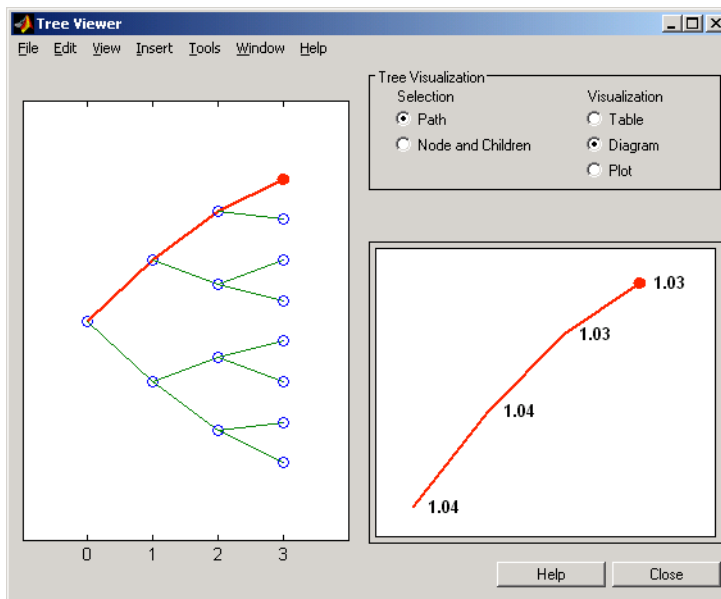 Tree Viewer
File Edit View Insert Tools Window Help
Tree Visualization
Selection
Path
Node and Children
Visualization
Table
Diagram
Plot
0 1 2 3
1.03
1.03
1.04
1.04
Help Close